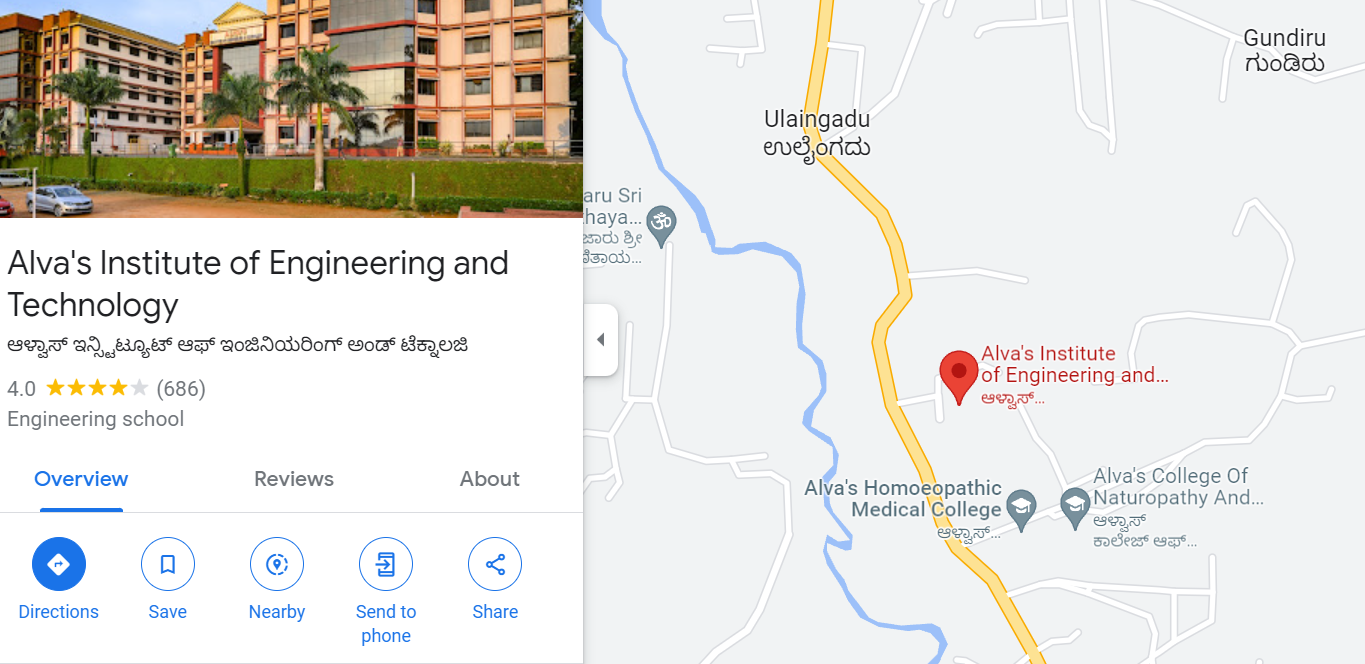 Alva's Institute of Engineering and
Technology
ಆಳ್ವಾಸ್ ಇನ್ಸ್ಟಿಟ್ಯೂಟ್ ಆಫ್ ಇಂಜಿನಿಯರಿಂಗ್ ಅಂಡ್ ಟೆಕ್ನಾಲಜಿ
4.0 (686)
Engineering school
Overview Reviews About
Directions Save Nearby Send to Share
phone
Gundiru
ಗುಂಡಿರು
Ulaingadu
ಉಲೈಂಗದು
aru Sri
haya...
ಜಾರು ಶ್ರೀ
ತಾಯ...
Alva's Institute
of Engineering and...
ಆಳ್ವಾಸ್...
Alva's Homoeopathic
Medical College
ಆಳ್ವಾಸ್...
Alva's College Of
Naturopathy And...
ಆಳ್ವಾಸ್
ಕಾಲೇಜ್ ಆಫ್...